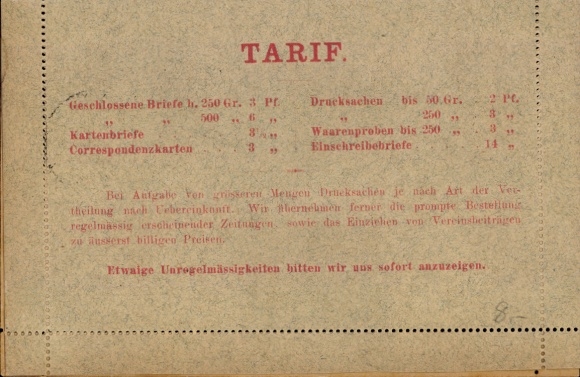 TARIF.
Geschlossene Briefe b. 250 Gr. 3 Pf.
„ „ 500 „ 6 „
Kartenbriefe 3 „
Correspondenzkarten 3 „
Drucksachen bis 50 Gr. 2 Pf.
„ 250 „ 3 „
Waarenproben bis 250 „ 3 „
Einschreibebriefe 14 „
Bei Aufgabe von grösseren Mengen Drucksachen je nach Art der Ver-
theilung nach Uebereinkunft. Wir übernehmen ferner die prompte Bestellung
regelmässig erscheinender Zeitungen, sowie das Einziehen von Vereinsbeiträgen
zu äusserst billigen Preisen.
Etwaige Unregelmässigkeiten bitten wir uns sofort anzuzeigen.
8.-